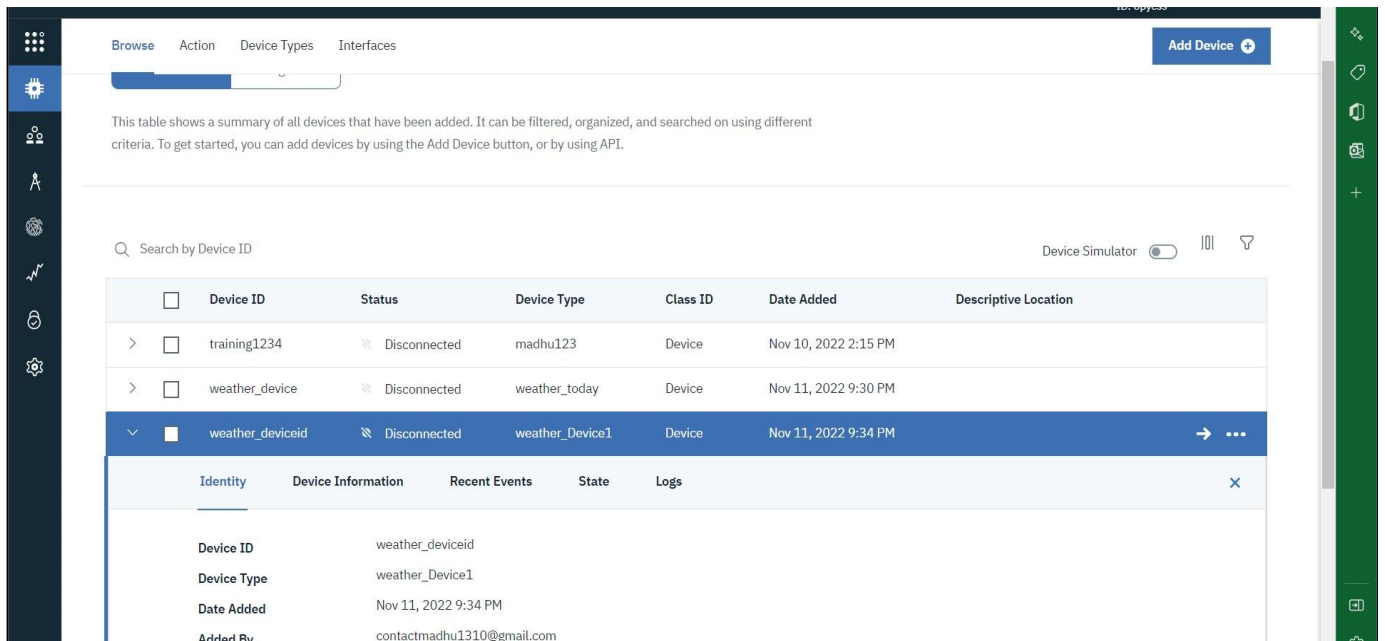 Browse Action Device Types Interfaces Add Device
This table shows a summary of all devices that have been added. It can be filtered, organized, and searched on using different
criteria. To get started, you can add devices by using the Add Device button, or by using API.
Search by Device ID Device Simulator
Device ID Status Device Type Class ID Date Added Descriptive Location
training1234 Disconnected madhu123 Device Nov 10, 2022 2:15 PM
weather_device Disconnected weather_today Device Nov 11, 2022 9:30 PM
weather_deviceid Disconnected weather_Device1 Device Nov 11, 2022 9:34 PM
Identity Device Information Recent Events State Logs
Device ID weather_deviceid
Device Type weather_Device1
Date Added Nov 11, 2022 9:34 PM
Added By contactmadhu1310@gmail.com